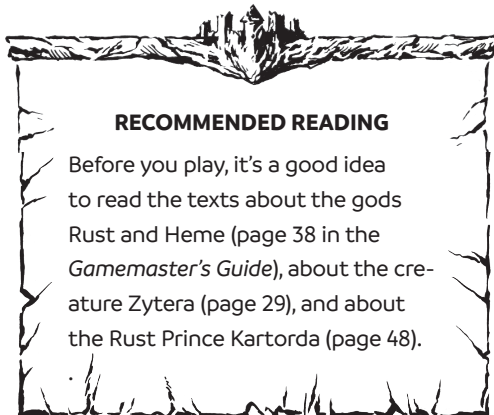 RECOMMENDED READING
Before you play, it’s a good idea
to read the texts about the gods
Rust and Heme (page 38 in the
Gamemaster’s Guide), about the cre-
ature Zytera (page 29), and about
the Rust Prince Kartorda (page 48).
.